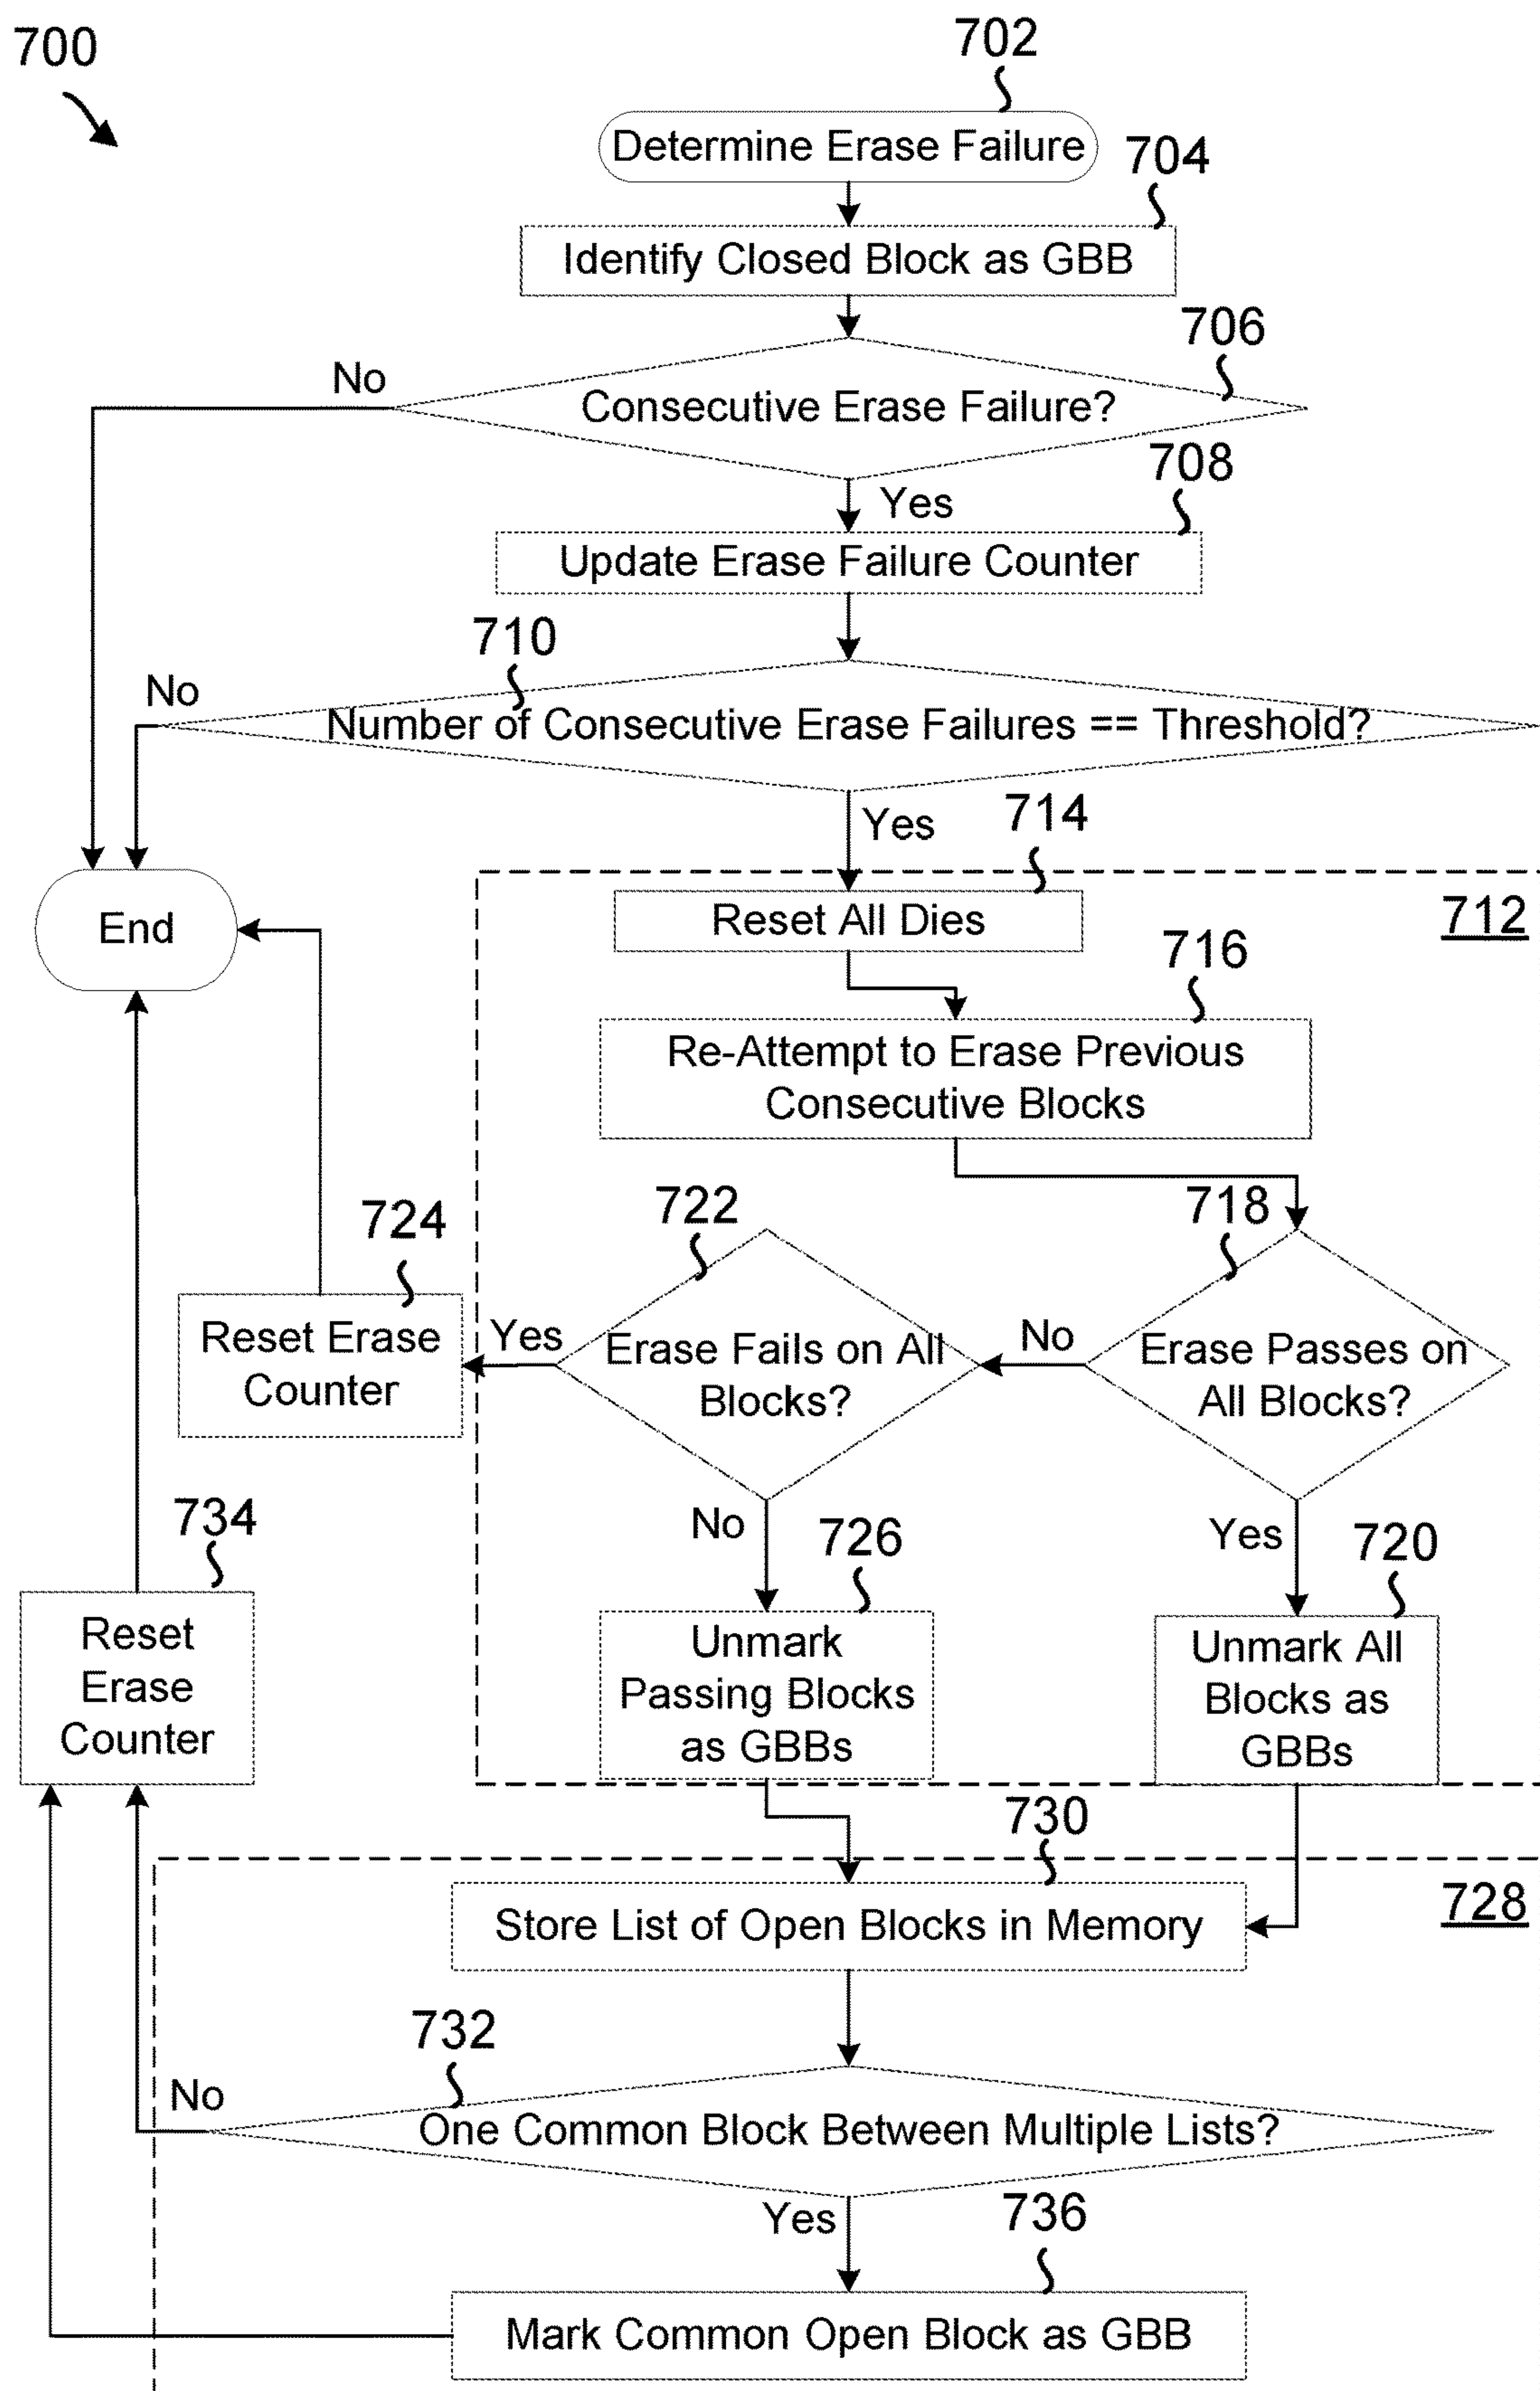 700
702
Determine Erase Failure
704
Identify Closed Block as GBB
706
No
Consecutive Erase Failure?
708
Yes
Update Erase Failure Counter
710
No
Number of Consecutive Erase Failures == Threshold?
Yes
714
End
Reset All Dies
712
716
Re-Attempt to Erase Previous
Consecutive Blocks
724
722
718
Reset Erase
Counter
Yes
Erase Fails on All
Blocks?
No
Erase Passes on
All Blocks?
734
No
726
Yes
720
Reset
Erase
Counter
Unmark
Passing Blocks
as GBBs
Unmark All
Blocks as
GBBs
730
Store List of Open Blocks in Memory
728
732
No
One Common Block Between Multiple Lists?
Yes
736
Mark Common Open Block as GBB